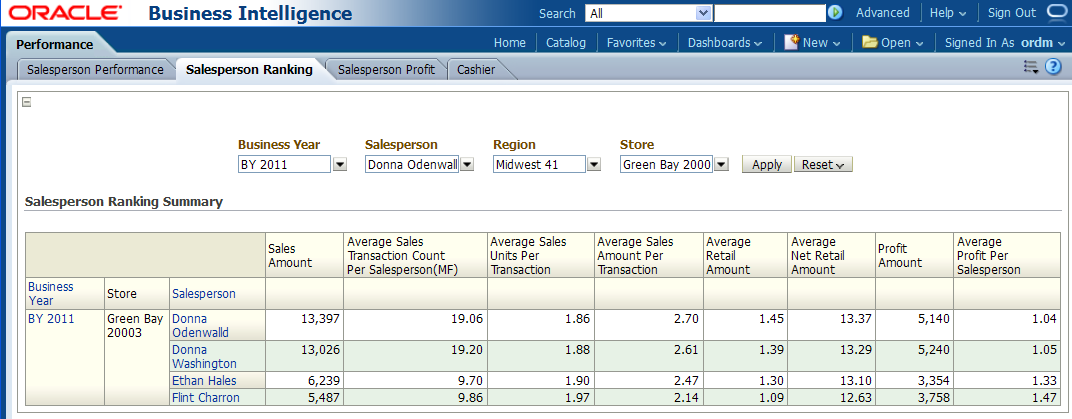 ORACLE Business Intelligence Search All Advanced Help Sign Out
Performance Home Catalog Favorites Dashboards New Open Signed In As ordm
Salesperson Performance Salesperson Ranking Salesperson Profit Cashier
Business Year Salesperson Region Store
BY 2011 Donna Odenwall Midwest 41 Green Bay 2000 Apply Reset
Salesperson Ranking Summary
Sales Amount Average Sales Transaction Count Per Salesperson(MF) Average Sales Units Per Transaction Average Sales Amount Per Transaction Average Retail Amount Average Net Retail Amount Profit Amount Average Profit Per Salesperson
Business Year Store Salesperson
BY 2011 Green Bay 20003 Donna Odenwalld 13,397 19.06 1.86 2.70 1.45 13.37 5,140 1.04
Donna Washington 13,026 19.20 1.88 2.61 1.39 13.29 5,240 1.05
Ethan Hales 6,239 9.70 1.90 2.47 1.30 13.10 3,354 1.33
Flint Charron 5,487 9.86 1.97 2.14 1.09 12.63 3,758 1.47